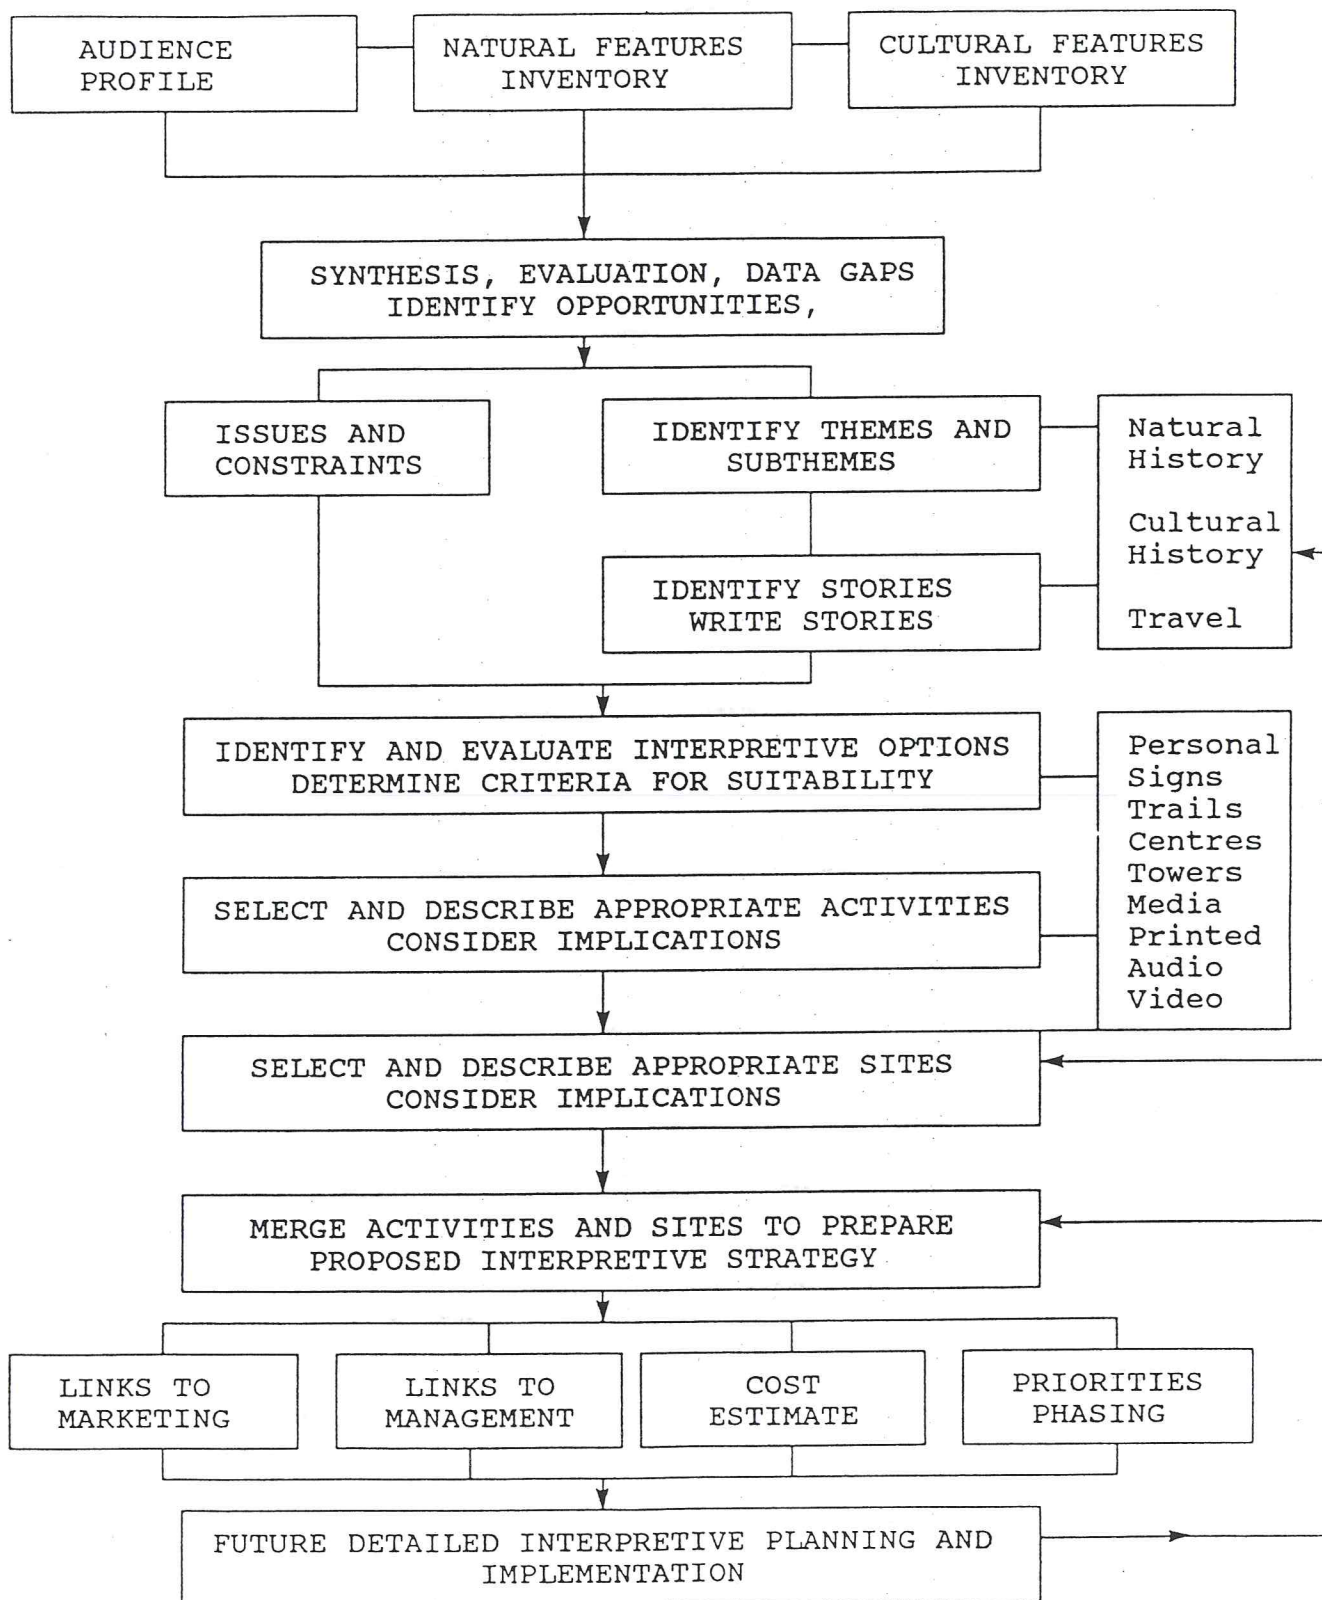 AUDIENCE
PROFILE
NATURAL FEATURES
INVENTORY
CULTURAL FEATURES
INVENTORY
SYNTHESIS, EVALUATION, DATA GAPS
IDENTIFY OPPORTUNITIES,
ISSUES AND
CONSTRAINTS
IDENTIFY THEMES AND
SUBTHEMES
Natural
History
Cultural
History
Travel
IDENTIFY STORIES
WRITE STORIES
IDENTIFY AND EVALUATE INTERPRETIVE OPTIONS
DETERMINE CRITERIA FOR SUITABILITY
Personal
Signs
Trails
Centres
Towers
Media
Printed
Audio
Video
SELECT AND DESCRIBE APPROPRIATE ACTIVITIES
CONSIDER IMPLICATIONS
SELECT AND DESCRIBE APPROPRIATE SITES
CONSIDER IMPLICATIONS
MERGE ACTIVITIES AND SITES TO PREPARE
PROPOSED INTERPRETIVE STRATEGY
LINKS TO
MARKETING
LINKS TO
MANAGEMENT
COST
ESTIMATE
PRIORITIES
PHASING
FUTURE DETAILED INTERPRETIVE PLANNING AND
IMPLEMENTATION